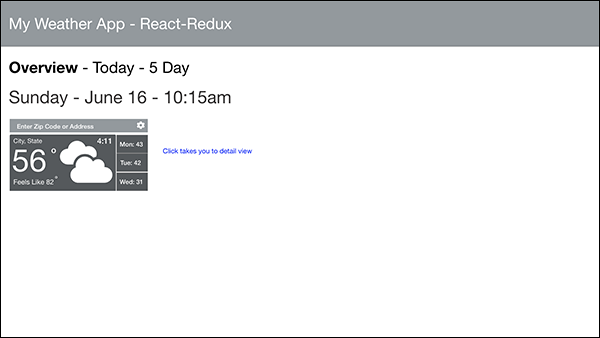 My Weather App - React-Redux
Overview - Today - 5 Day
Sunday - June 16 - 10:15am
Enter Zip Code or Address
City, State
4:11
56°
Feels Like 82°
Mon: 43
Tue: 42
Wed: 31
Click takes you to detail view